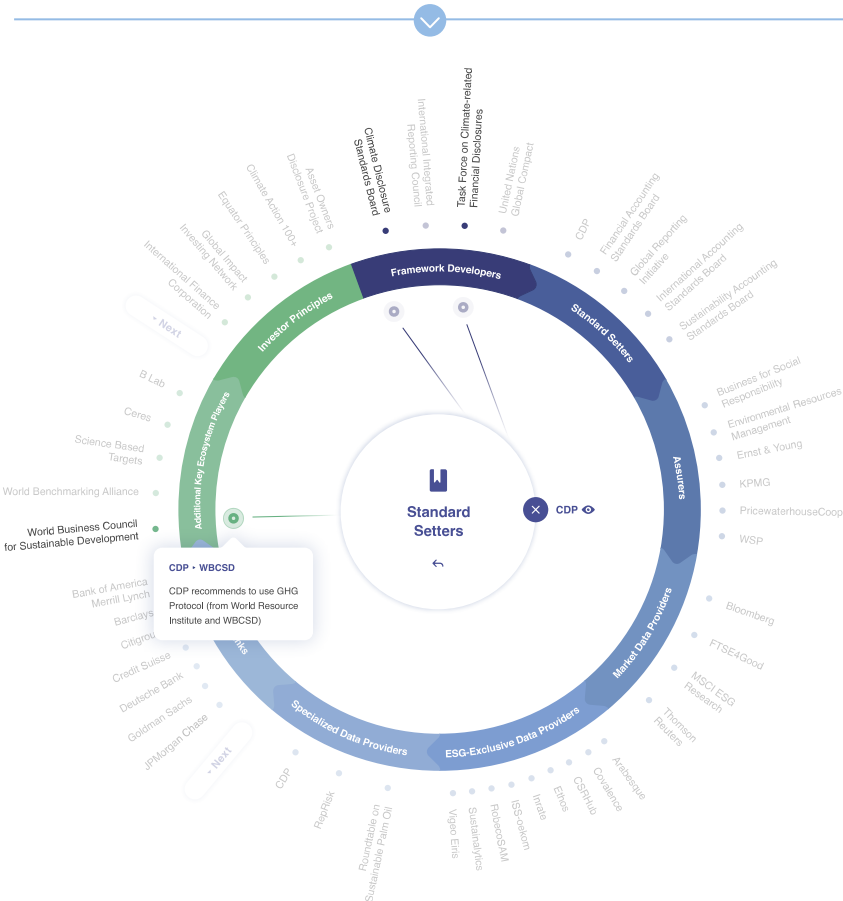 Climate Disclosure
Standards Board
International Integrated
Reporting Council
Task Force on Climate-related
Financial Disclosures
United Nations
Global Compact
CDP
Financial Accounting
Standards Board
Global Reporting
Initiative
International Accounting
Standards Board
Sustainability Accounting
Standards Board
Business for Social
Responsibility
Environmental Resources
Management
Ernst & Young
KPMG
PricewaterhouseCoop
WSP
Bloomberg
FTSE4Good
MSCI ESG
Research
Thomson
Reuters
Arabesque
Covalence
CSRHub
Ethos
Inrate
ISS-oekom
RobecoSAM
Sustainalytics
Vigeo Eiris
Roundtable on
Sustainable Palm Oil
RepRisk
CDP
• Next
JPMorgan Chase
Goldman Sachs
Deutsche Bank
Credit Suisse
Citigrou
Barclays
Bank of America
Merrill Lynch
World Business Council
for Sustainable Development
World Benchmarking Alliance
Science Based
Targets
Ceres
B Lab
• Next
International Finance
Corporation
Global Impact
Investing Network
Equator Principles
Climate Action 100+
Asset Owners
Disclosure Project
Framework Developers
Standard Setters
Assurers
Market Data Providers
ESG-Exclusive Data Providers
Specialized Data Providers
nks
Additional Key Ecosystem Players
Investor Principles
Standard
Setters
CDP
CDP • WBCSD
CDP recommends to use GHG
Protocol (from World Resource
Institute and WBCSD)